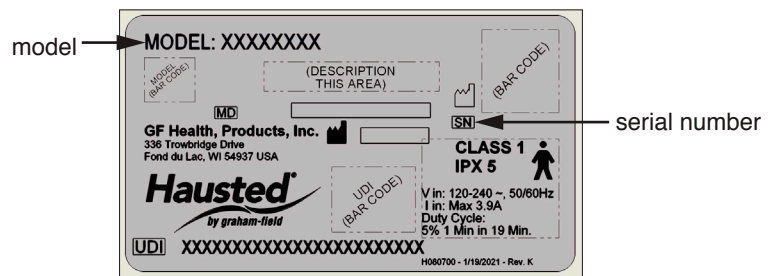 MODEL: XXXXXXXX
model
MODEL
(BAR CODE)
(DESCRIPTION
THIS AREA)
(BAR CODE)
MD
SN
serial number
GF Health, Products, Inc.
336 Trowbridge Drive
Fond du Lac, WI 54937 USA
CLASS 1
IPX 5
Hausted
by graham-field
UDI
(BAR CODE)
V in: 120-240 ~, 50/60Hz
I in: Max 3.9A
Duty Cycle:
5% 1 Min in 19 Min.
UDI XXXXXXXXXXXXXXXXXXXXXXXX
H080700 - 1/19/2021 - Rev. K